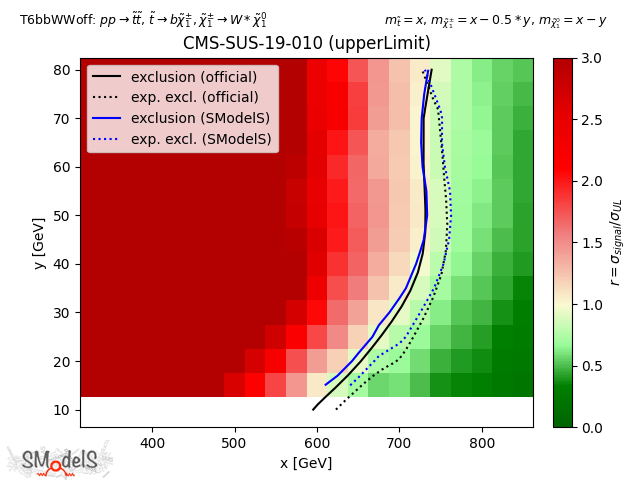 T6bbWWoff: pp → t̃t̃, t̃ → bχ̃₁±, χ̃₁± → W*χ̃₁⁰
m_t̃ = x, m_χ̃₁± = x − 0.5*y, m_χ̃₁⁰ = x − y
CMS-SUS-19-010 (upperLimit)
exclusion (official)
exp. excl. (official)
exclusion (SModelS)
exp. excl. (SModelS)
80
70
60
50
40
30
20
10
y [GeV]
400
500
600
700
800
x [GeV]
3.0
2.5
2.0
1.5
1.0
0.5
0.0
r = σ_signal/σ_UL
SModelS